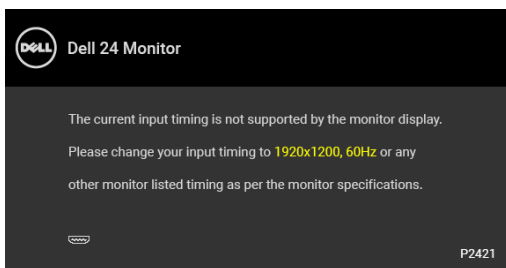 DELL Dell 24 Monitor
The current input timing is not supported by the monitor display.
Please change your input timing to 1920x1200, 60Hz or any
other monitor listed timing as per the monitor specifications.
P2421